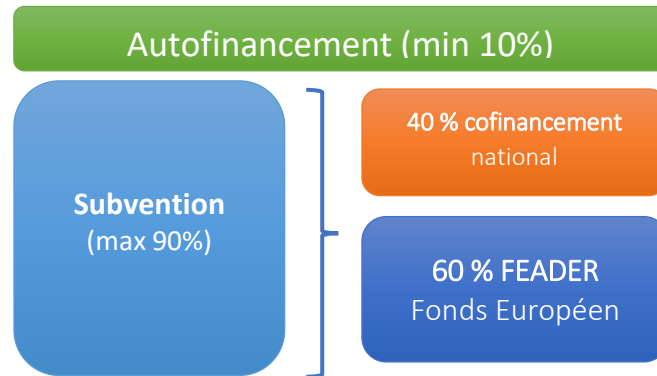 Autofinancement (min 10%)
Subvention
(max 90%)
40 % cofinancement
national
60 % FEADER
Fonds Européen